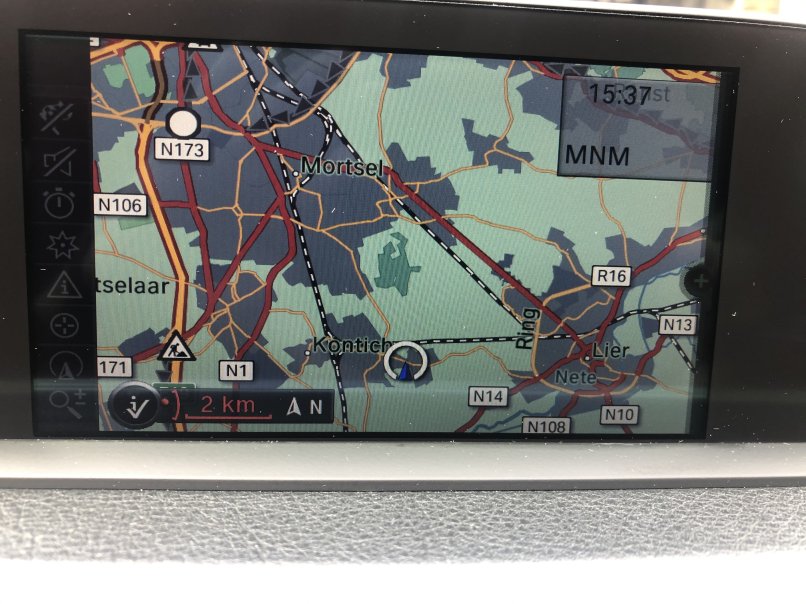 15:37
MNM
N173
Mortsel
N106
R16
tselaar
Ring
N13
Kontich
Lier
171
N1
Nete
N14
N10
2 km
N
N108